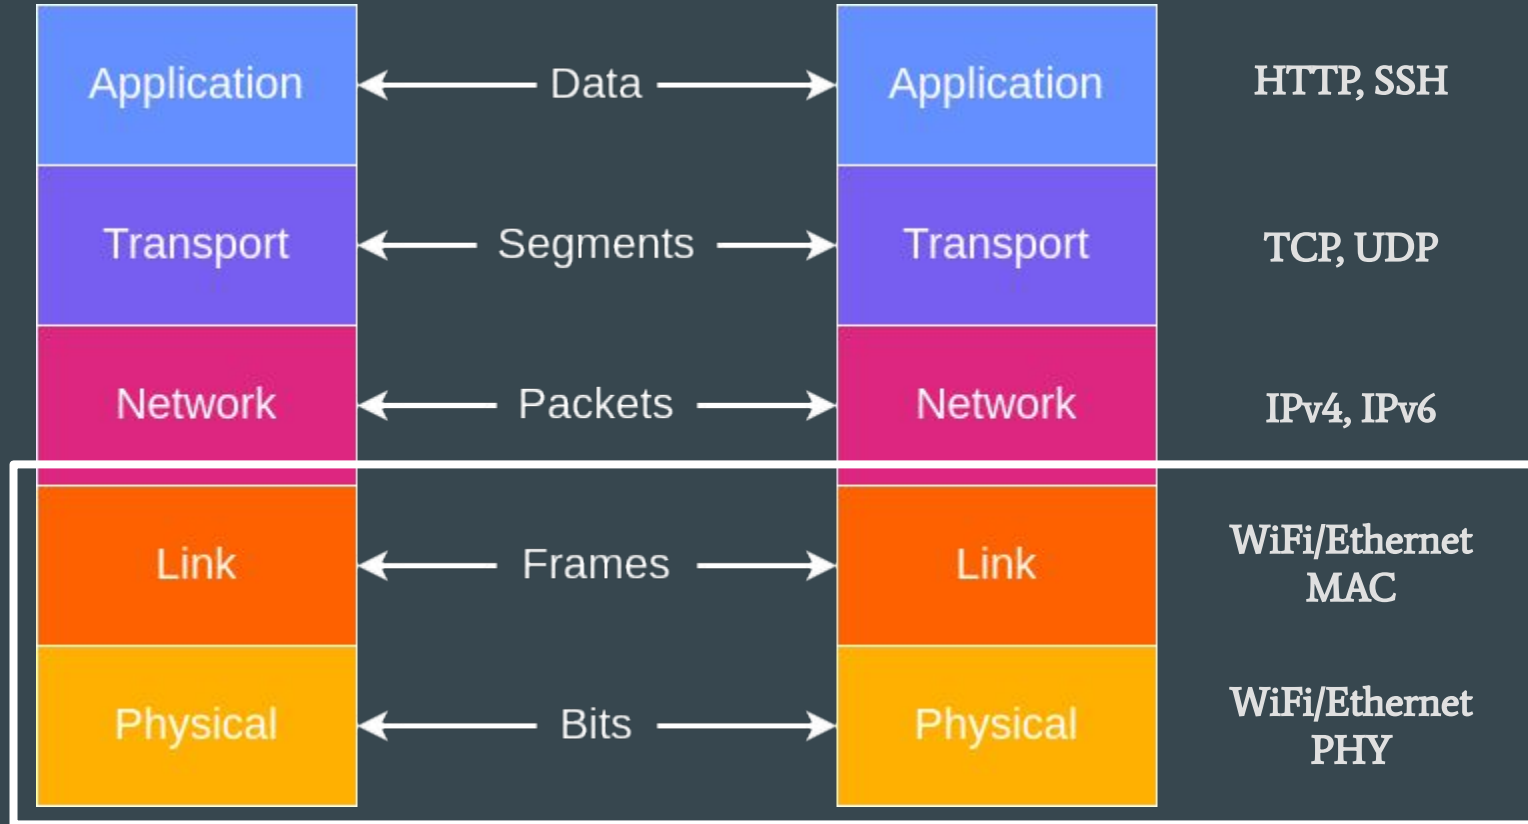 Application Data Application HTTP, SSH
Transport Segments Transport TCP, UDP
Network Packets Network IPv4, IPv6
Link Frames Link WiFi/Ethernet
MAC
Physical Bits Physical WiFi/Ethernet
PHY